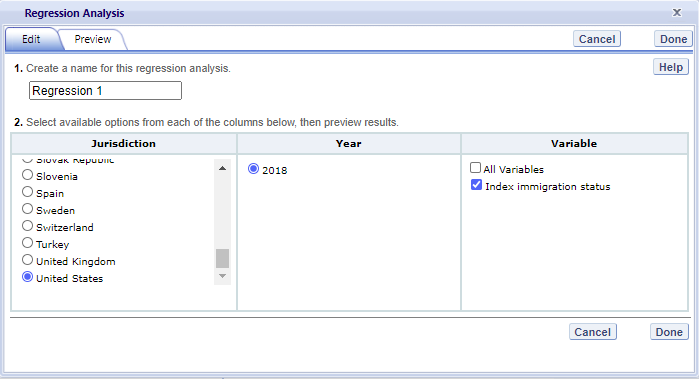 Regression Analysis
x
Edit
Preview
Cancel
Done
1. Create a name for this regression analysis.
Help
Regression 1
2. Select available options from each of the columns below, then preview results.
Jurisdiction
Year
Variable
Slovak Republic
Slovenia
Spain
Sweden
Switzerland
Turkey
United Kingdom
United States
2018
All Variables
Index immigration status
Cancel
Done